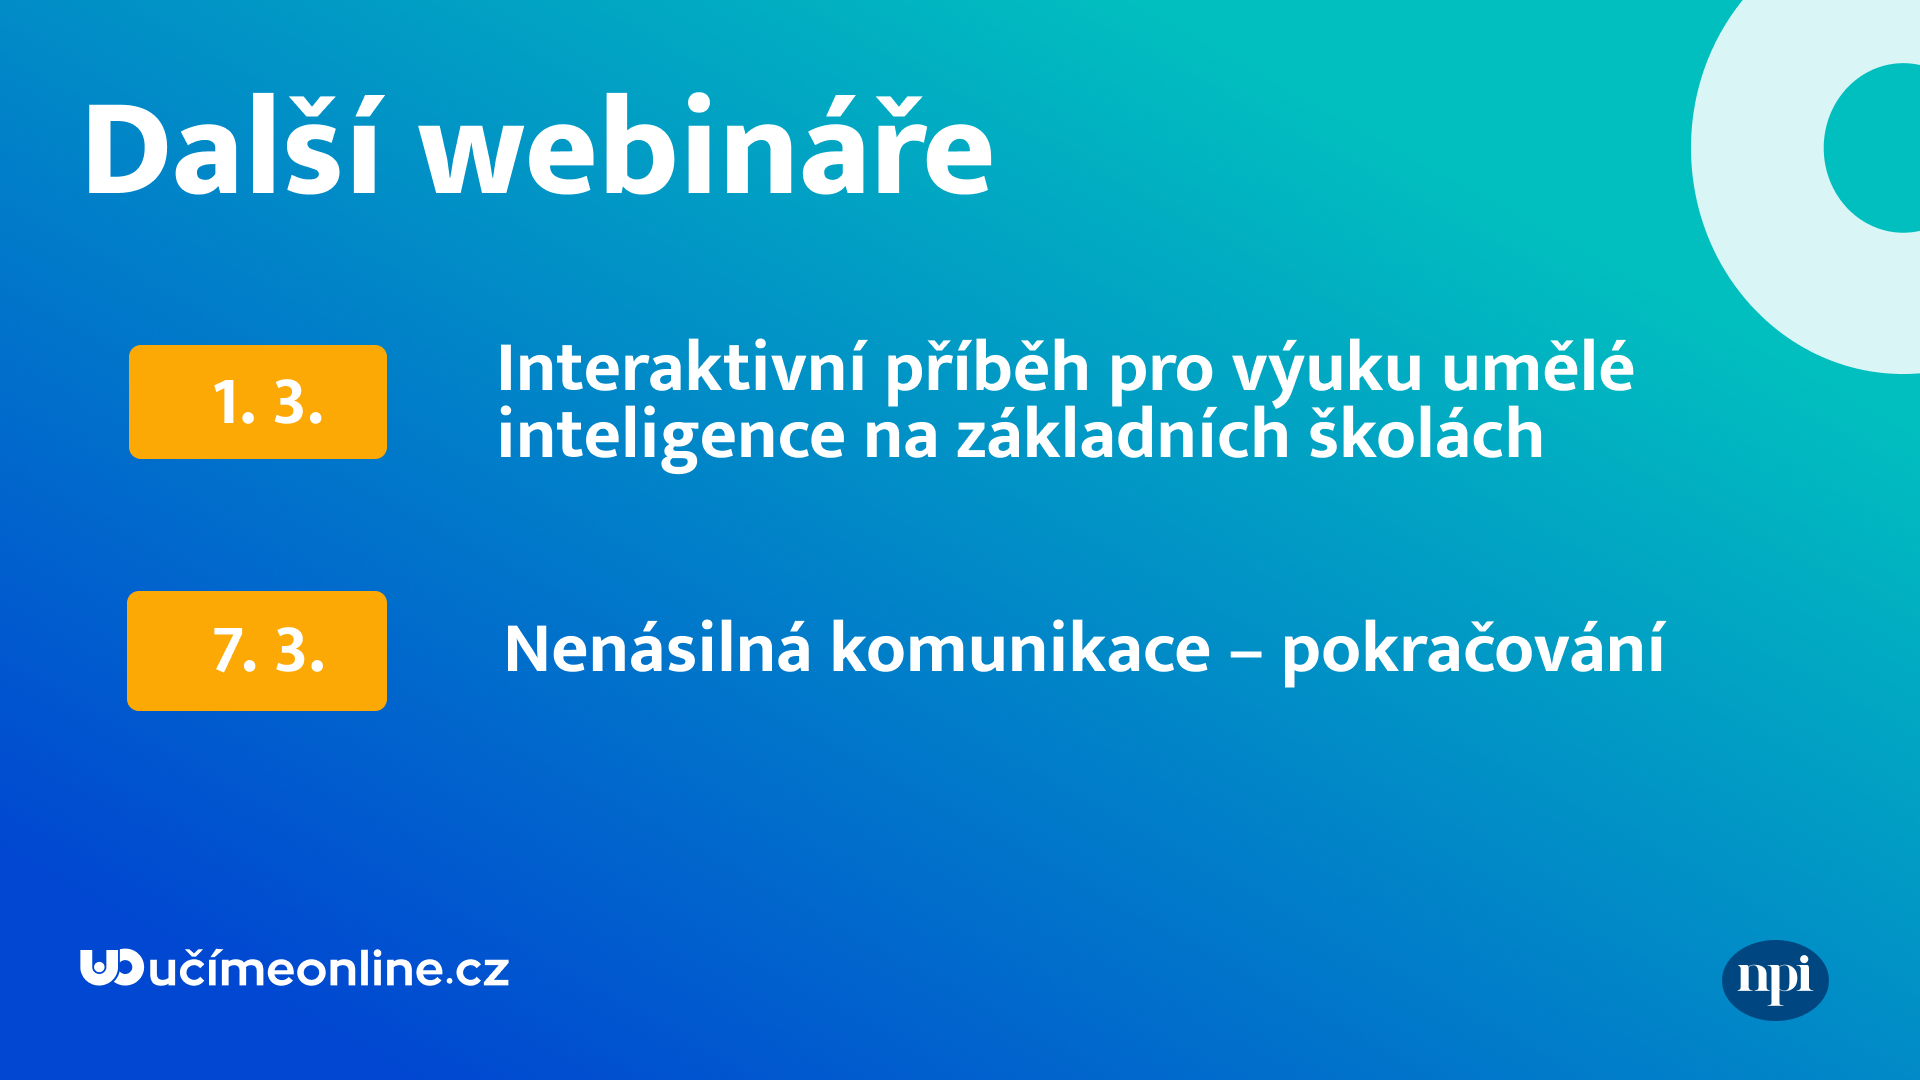 Další webináře
1. 3.
Interaktivní příběh pro výuku umělé
inteligence na základních školách
7. 3.
Nenásilná komunikace – pokračování
učímeonline.cz
npi